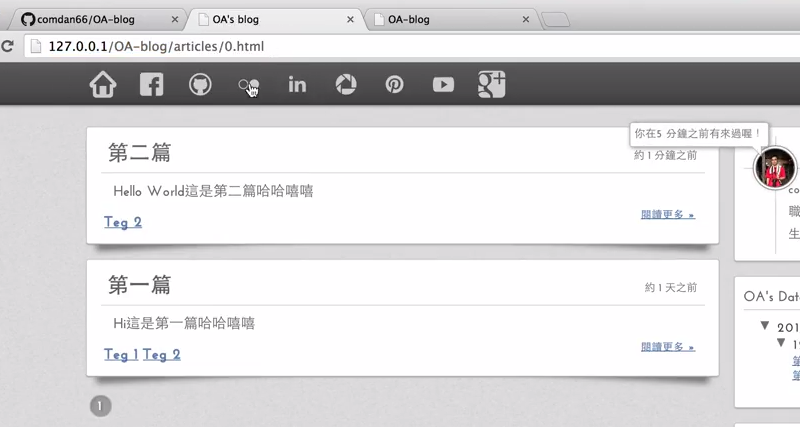 comdan66/OA-blog
OA's blog
OA-blog
127.0.0.1/OA-blog/articles/0.html
你在5 分鐘之前有來過喔！
第二篇
約 1 分鐘之前
Hello World這是第二篇哈哈嘻嘻
Teg 2
閱讀更多 »
第一篇
約 1 天之前
Hi這是第一篇哈哈嘻嘻
Teg 1 Teg 2
閱讀更多 »
1
co
職
生
OA's Dat
201
1
第
第